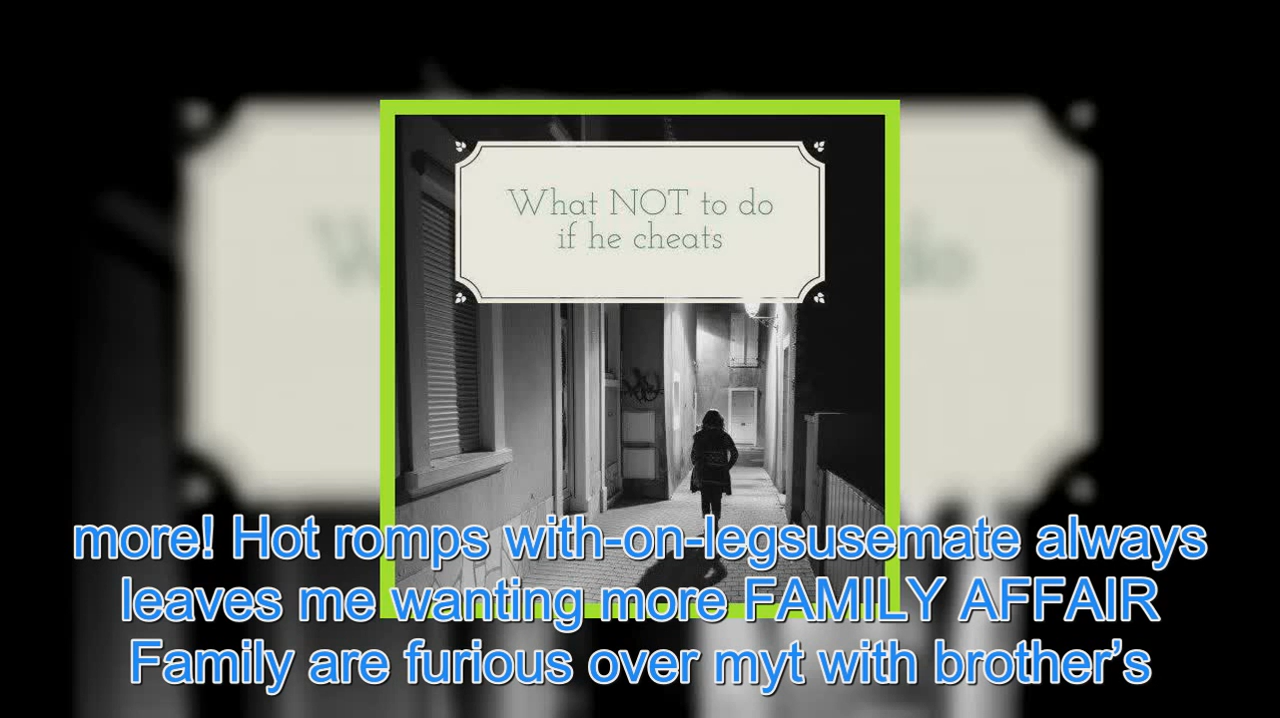 What NOT to do
if he cheats
more! Hot romps with-on-legsusemate always
leaves me wanting more FAMILY AFFAIR
Family are furious over myt with brother’s